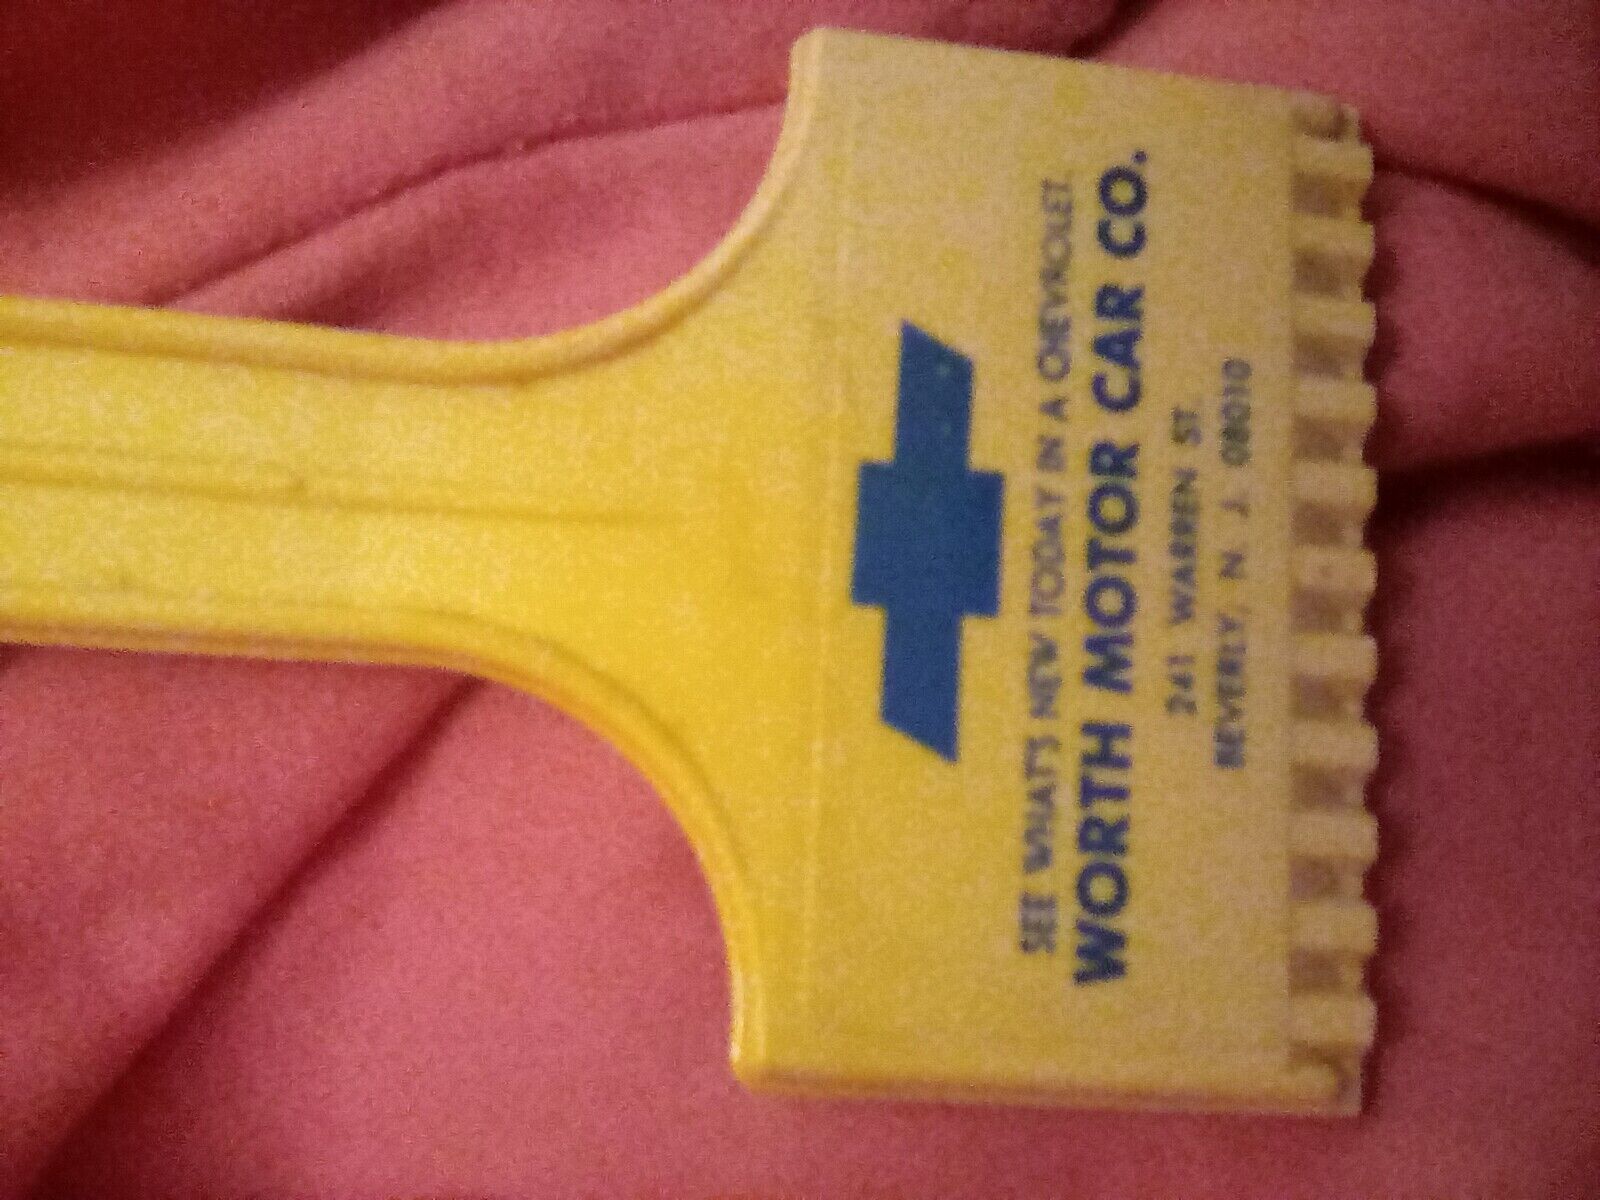 SEE WHAT'S NEW TODAY IN A CHEVROLET
WORTH MOTOR CAR CO.
241 WARREN ST.
BEVERLY, N. J. 08010